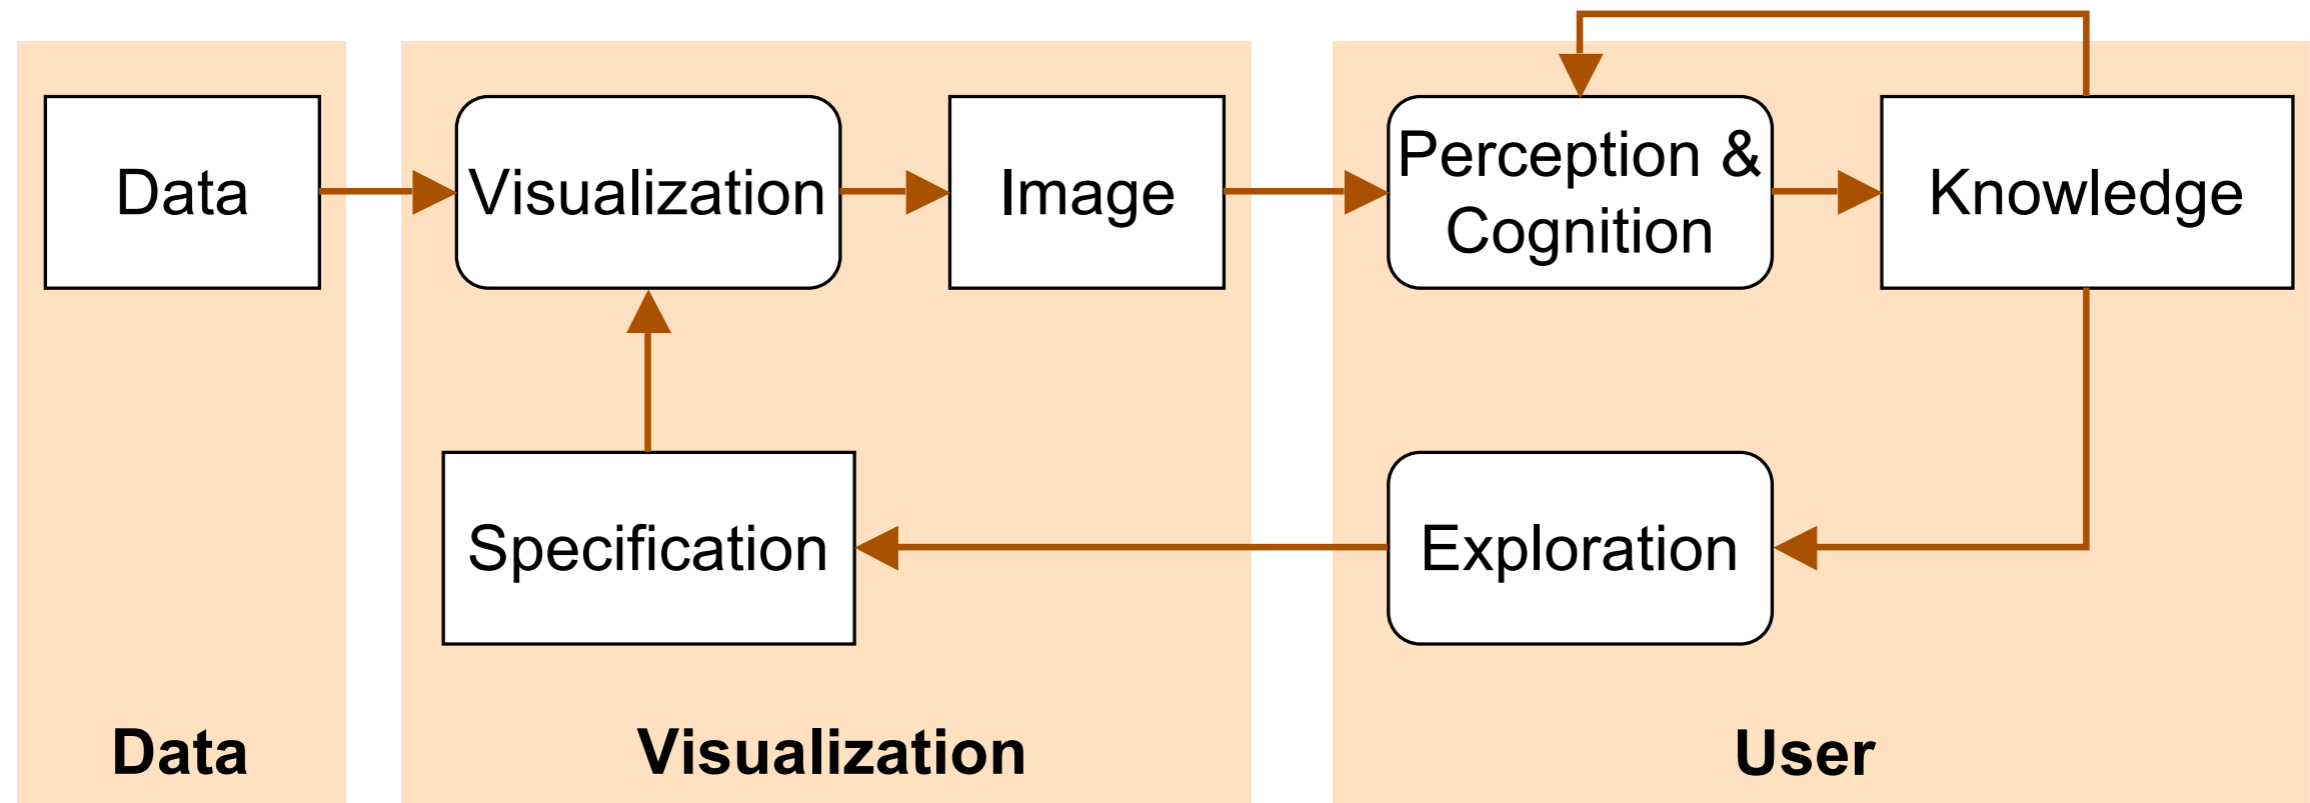 Data
Visualization
Image
Perception &
Cognition
Knowledge
Specification
Exploration
Data
Visualization
User